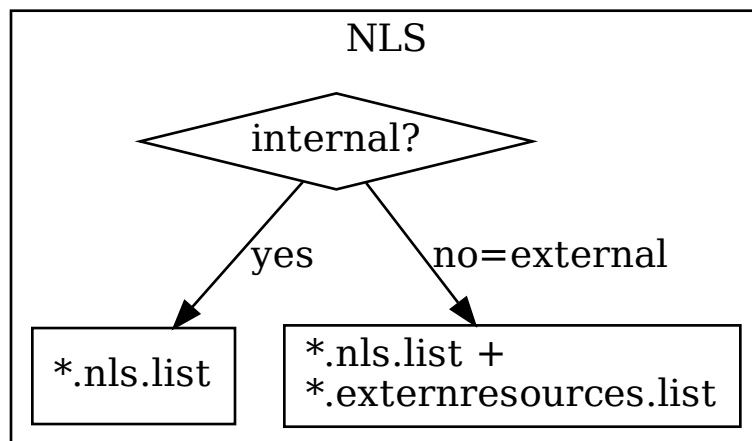 NLS
internal?
yes
no=external
*.nls.list
*.nls.list +
*.externresources.list